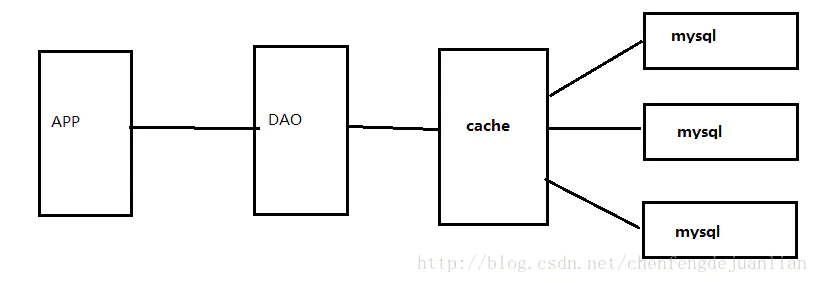 APP
DAO
cache
mysql
mysql
mysql
http://blog.csdn.net/chenfengdejuanlian